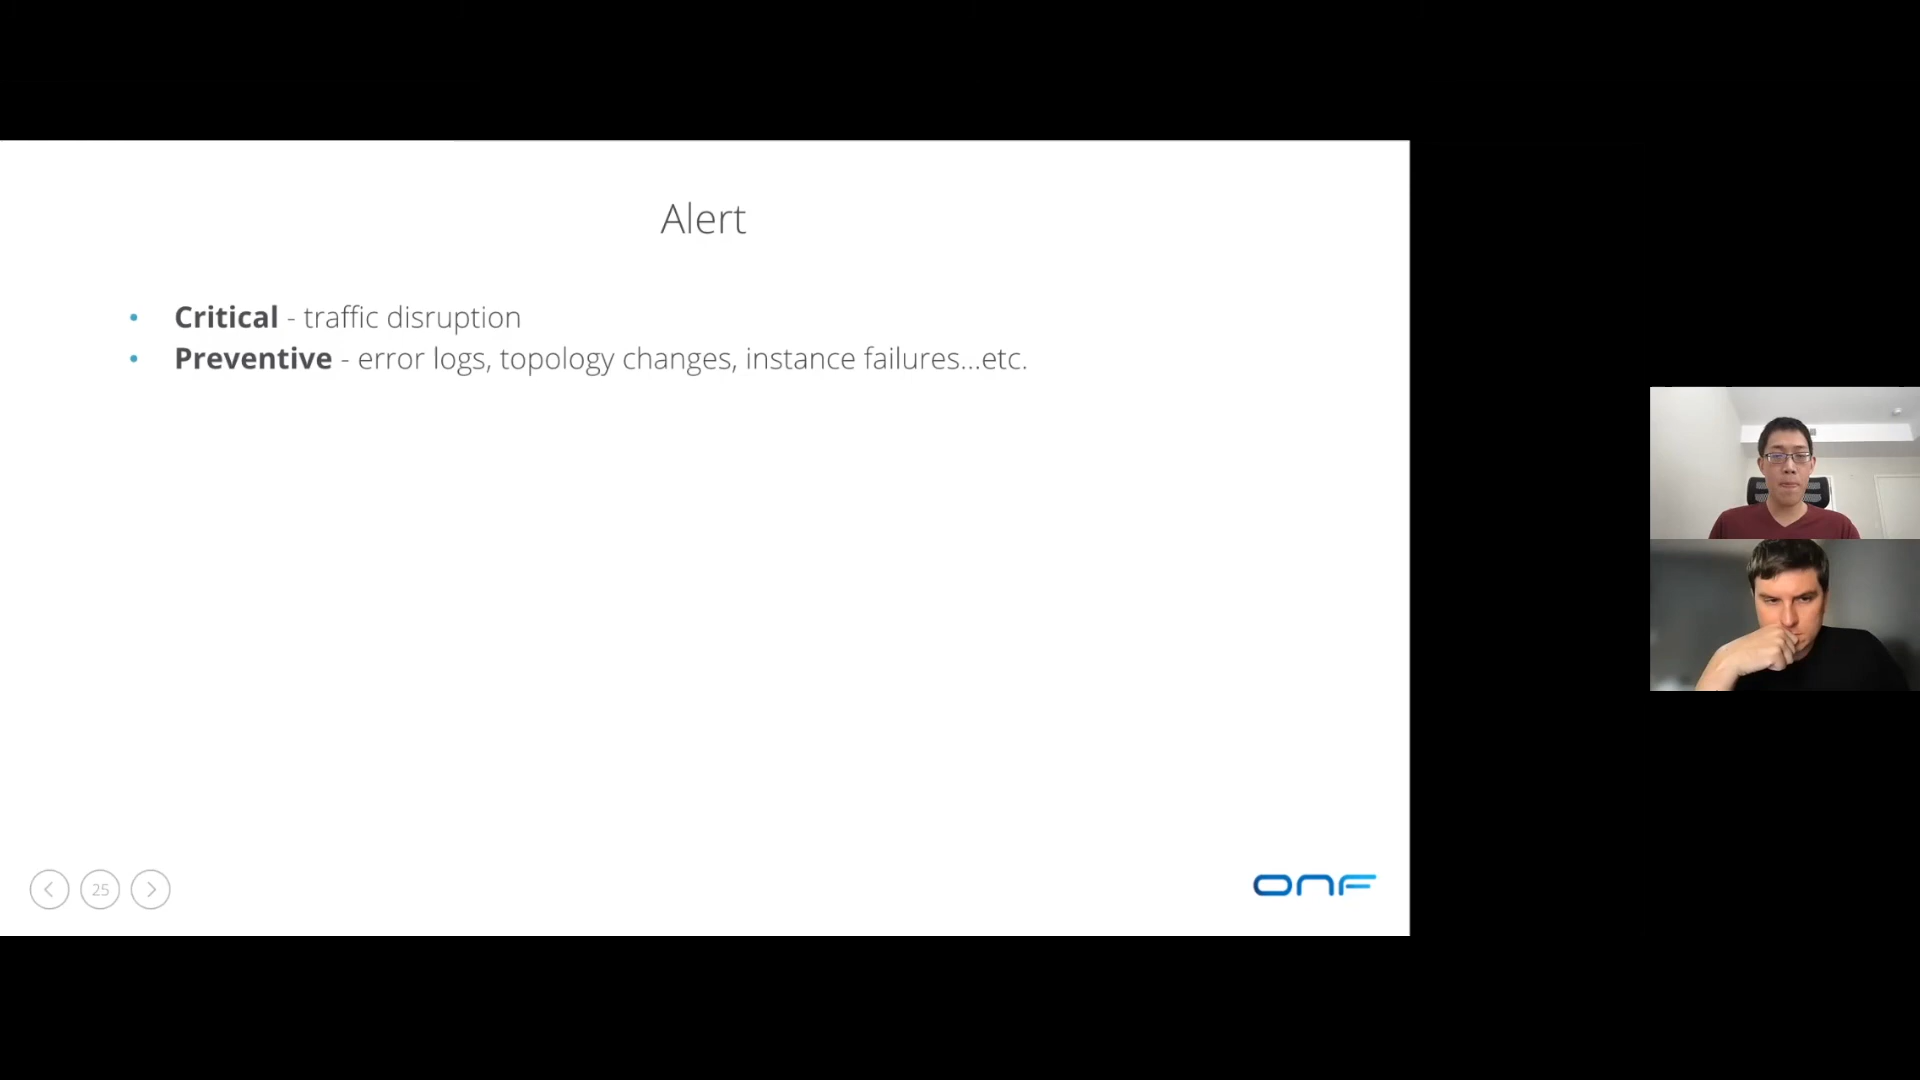 Alert
• Critical - traffic disruption
• Preventive - error logs, topology changes, instance failures...etc.
25
ONF